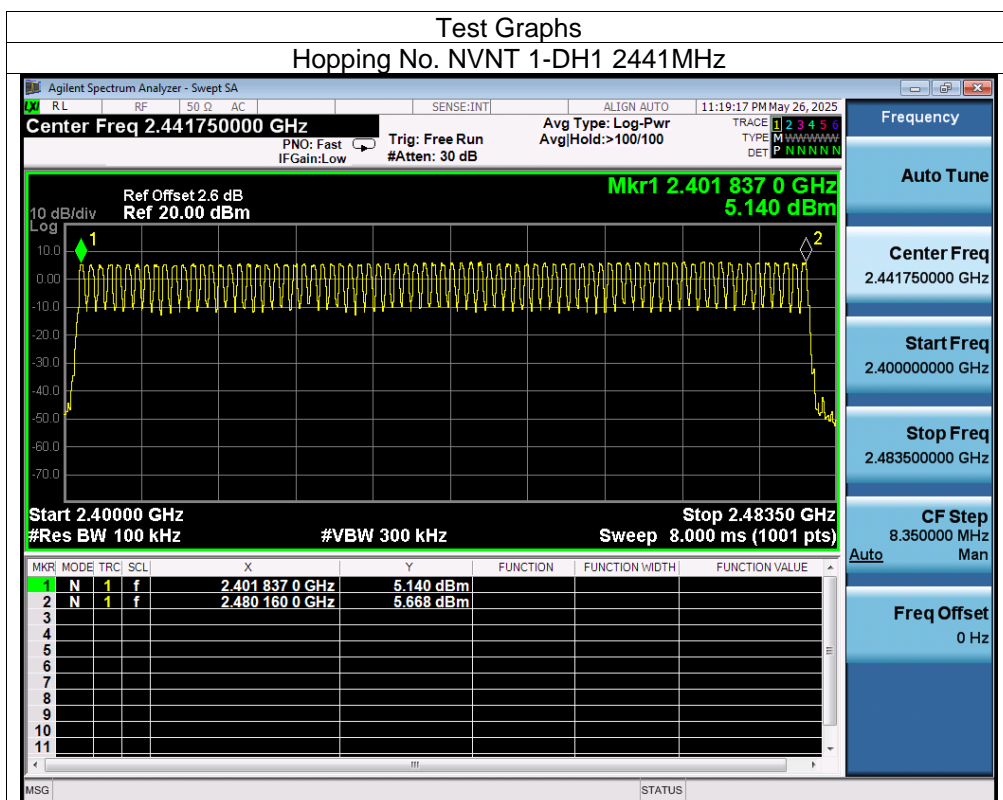 Test Graphs
Hopping No. NVNT 1-DH1 2441MHz
Agilent Spectrum Analyzer - Swept SA
LXI RL RF 50 Ω AC SENSE:INT ALIGN AUTO 11:19:17 PM May 26, 2025
Center Freq 2.441750000 GHz
PNO: Fast
IFGain:Low
Trig: Free Run
#Atten: 30 dB
Avg Type: Log-Pwr
Avg|Hold:>100/100
TRACE 1 2 3 4 5 6
TYPE M WWWWW
DET P N N N N N
Frequency
Auto Tune
Center Freq
2.441750000 GHz
Start Freq
2.400000000 GHz
Stop Freq
2.483500000 GHz
CF Step
8.350000 MHz
Auto Man
Freq Offset
0 Hz
Ref Offset 2.6 dB
10 dB/div Ref 20.00 dBm
Log
Mkr1 2.401 837 0 GHz
5.140 dBm
1
2
10.0
0.00
-10.0
-20.0
-30.0
-40.0
-50.0
-60.0
-70.0
Start 2.40000 GHz Stop 2.48350 GHz
#Res BW 100 kHz #VBW 300 kHz Sweep 8.000 ms (1001 pts)
MKR MODE TRC SCL X Y FUNCTION FUNCTION WIDTH FUNCTION VALUE
1 N 1 f 2.401 837 0 GHz 5.140 dBm
2 N 1 f 2.480 160 0 GHz 5.668 dBm
3
4
5
6
7
8
9
10
11
MSG STATUS